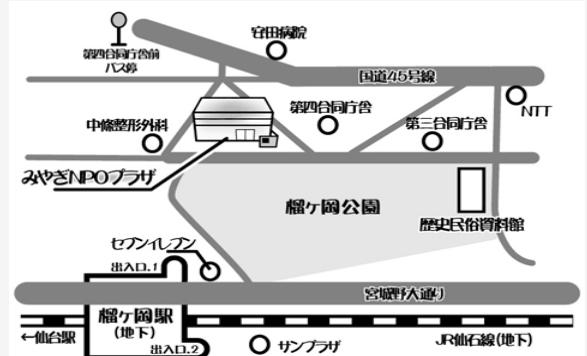 第四合同庁舎前
バス停
安田病院
国道45号線
NTT
中條整形外科
第四合同庁舎
第三合同庁舎
みやぎNPOプラザ
榴ヶ岡公園
歴史民俗資料館
セブンイレブン
出入口.1
宮城野大通り
榴ヶ岡駅
(地下)
←仙台駅
出入口.2
サンプラザ
JR仙石線(地下)